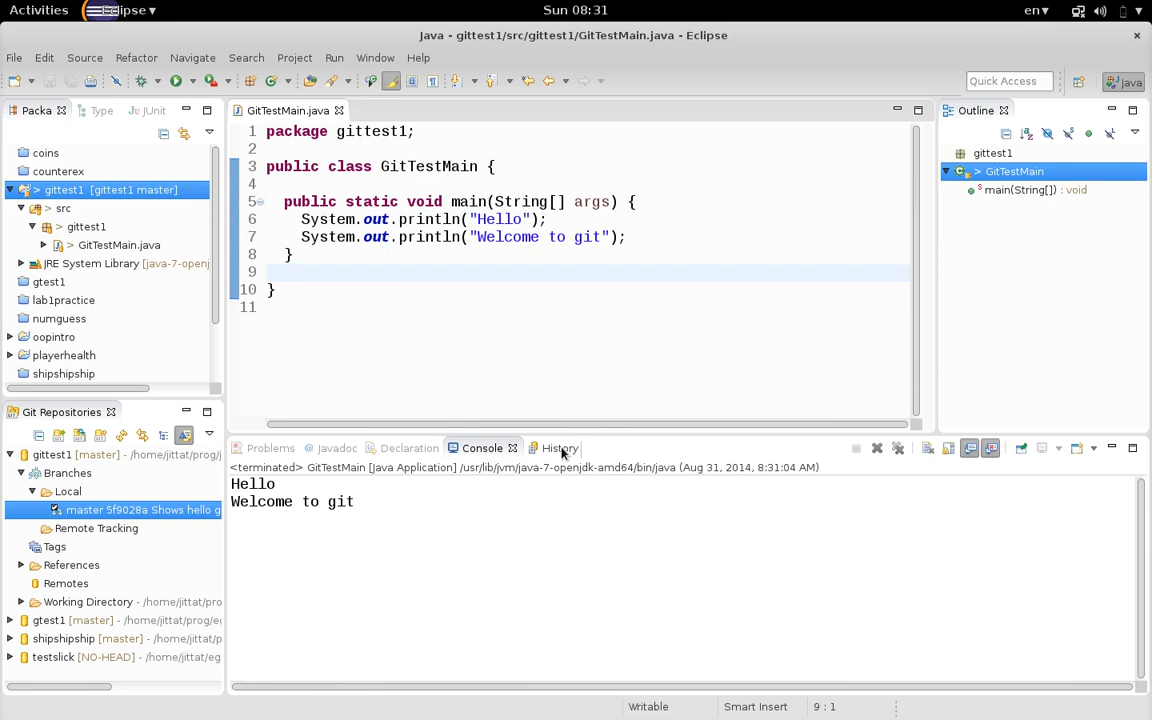 Activities Eclipse ▾ Sun 08:31 en▾
Java - gittest1/src/gittest1/GitTestMain.java - Eclipse ×
File Edit Source Refactor Navigate Search Project Run Window Help
Quick Access Java
Packa Type JUnit
coins
counterex
> gittest1 [gittest1 master]
> src
> gittest1
> GitTestMain.java
JRE System Library [java-7-openj
gtest1
lab1practice
numguess
oopintro
playerhealth
shipshipship
GitTestMain.java
1 package gittest1;
2
3 public class GitTestMain {
4
5 public static void main(String[] args) {
6 System.out.println("Hello");
7 System.out.println("Welcome to git");
8 }
9
10 }
11
Outline
gittest1
> GitTestMain
main(String[]) : void
Git Repositories
gittest1 [master] - /home/jittat/prog/j
Branches
Local
master 5f9028a Shows hello g
Remote Tracking
Tags
References
Remotes
Working Directory - /home/jittat/pro
gtest1 [master] - /home/jittat/prog/e
shipshipship [master] - /home/jittat/p
testslick [NO-HEAD] - /home/jittat/eg
Problems Javadoc Declaration Console History
<terminated> GitTestMain [Java Application] /usr/lib/jvm/java-7-openjdk-amd64/bin/java (Aug 31, 2014, 8:31:04 AM)
Hello
Welcome to git
Writable Smart Insert 9 : 1